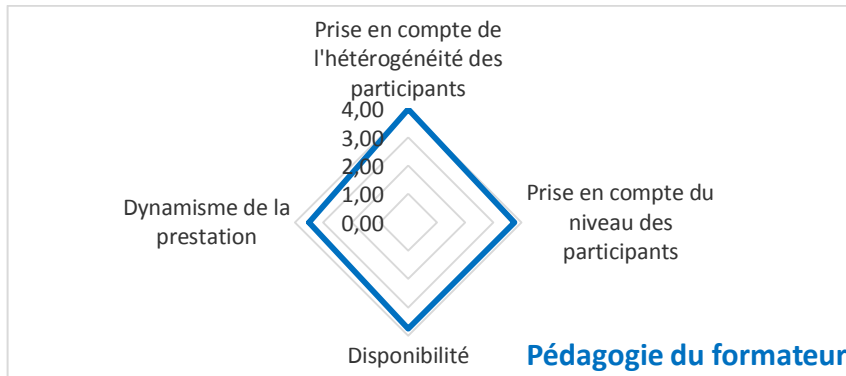 Prise en compte de
l'hétérogénéité des
participants
4,00
3,00
2,00
1,00
0,00
Prise en compte du
niveau des
participants
Dynamisme de la
prestation
Disponibilité
Pédagogie du formateur